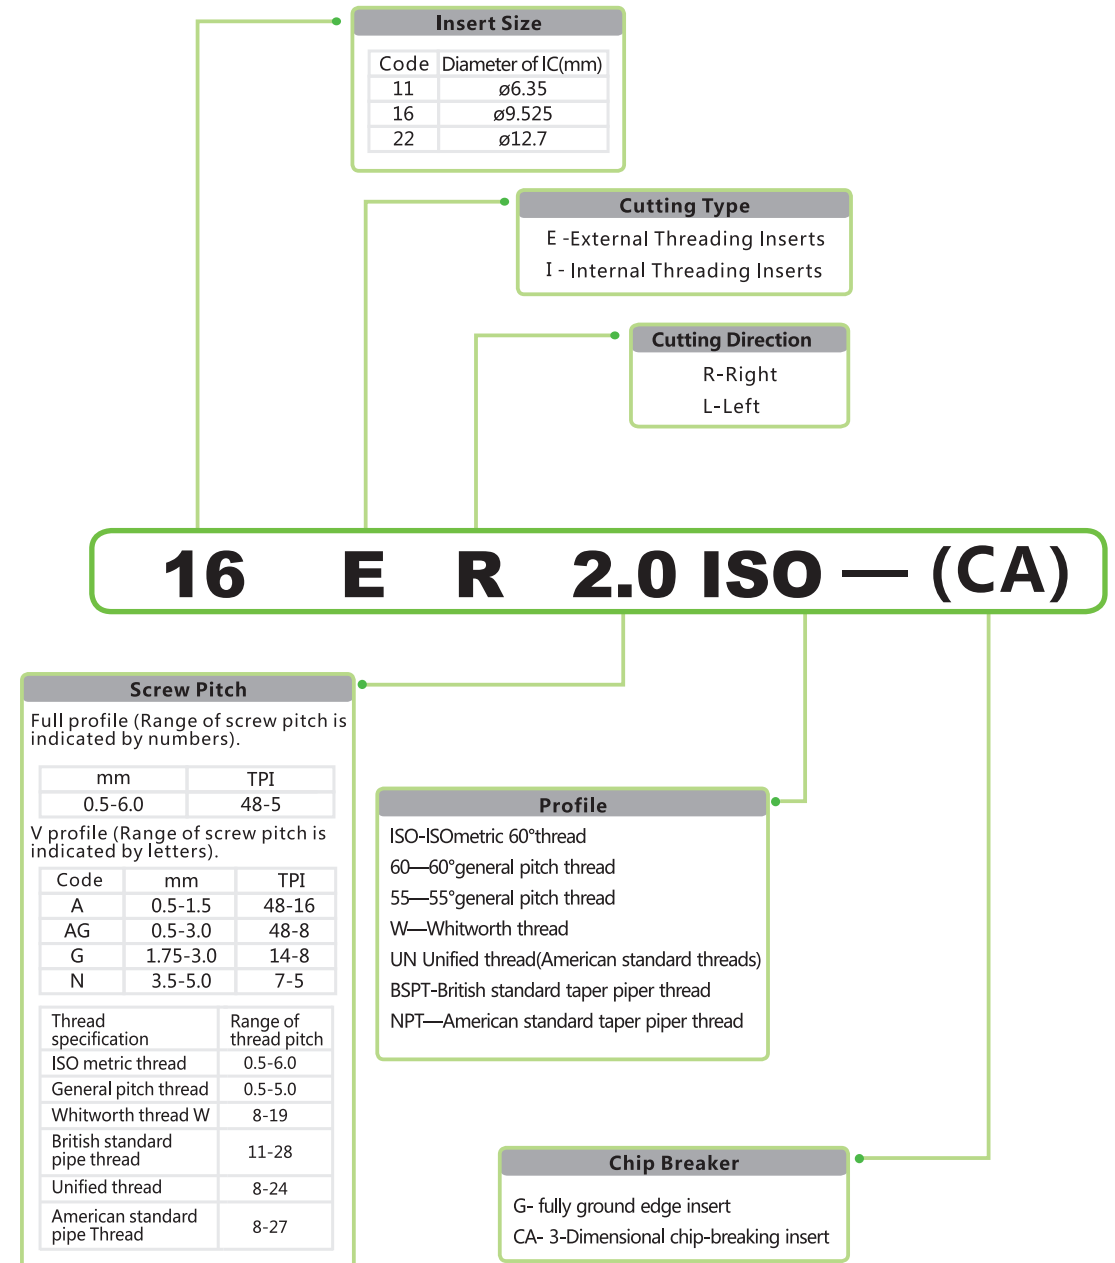 Insert Size
Code Diameter of IC(mm)
11 ø6.35
16 ø9.525
22 ø12.7
Cutting Type
E -External Threading Inserts
I - Internal Threading Inserts
Cutting Direction
R-Right
L-Left
16 E R 2.0 ISO — (CA)
Screw Pitch
Full profile (Range of screw pitch is
indicated by numbers).
mm TPI
0.5-6.0 48-5
V profile (Range of screw pitch is
indicated by letters).
Code mm TPI
A 0.5-1.5 48-16
AG 0.5-3.0 48-8
G 1.75-3.0 14-8
N 3.5-5.0 7-5
Thread
specification
Range of
thread pitch
ISO metric thread 0.5-6.0
General pitch thread 0.5-5.0
Whitworth thread W 8-19
British standard
pipe thread
11-28
Unified thread 8-24
American standard
pipe Thread
8-27
Profile
ISO-ISOmetric 60°thread
60—60°general pitch thread
55—55°general pitch thread
W—Whitworth thread
UN Unified thread(American standard threads)
BSPT-British standard taper piper thread
NPT—American standard taper piper thread
Chip Breaker
G- fully ground edge insert
CA- 3-Dimensional chip-breaking insert